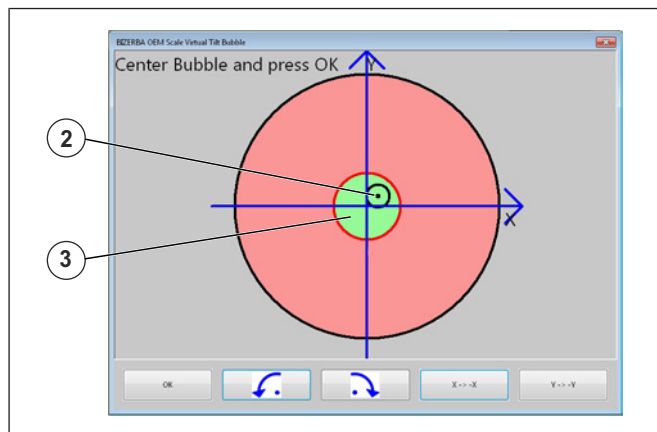 BIZERBA OEM Scale Virtual Tilt Bubble
Center Bubble and press OK
Y
2
X
3
OK
X -> -X
Y -> -Y